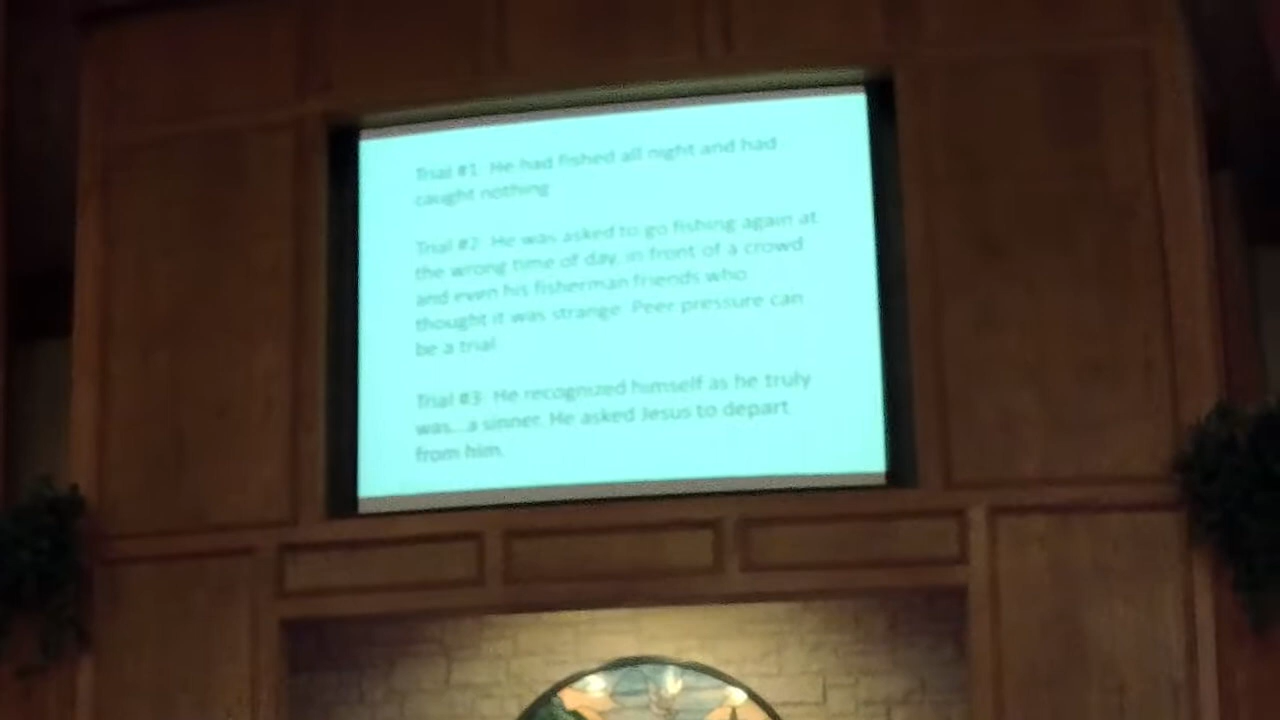 Trial #1: He had fished all night and had
caught nothing
Trial #2: He was asked to go fishing again at
the wrong time of day, in front of a crowd
and even his fisherman friends who
thought it was strange. Peer pressure can
be a trial
Trial #3: He recognized himself as he truly
was...a sinner. He asked Jesus to depart
from him.